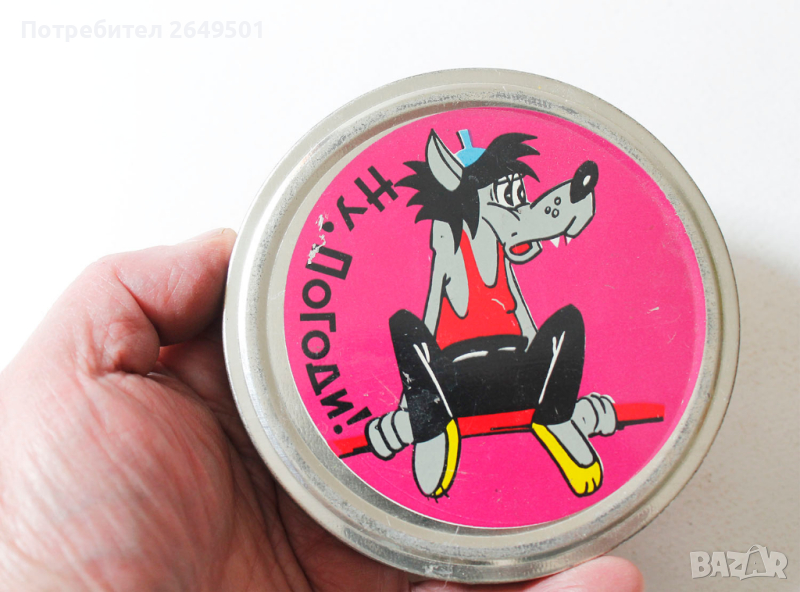 Потребител 2649501
Ну, Погоди!
BAZAR